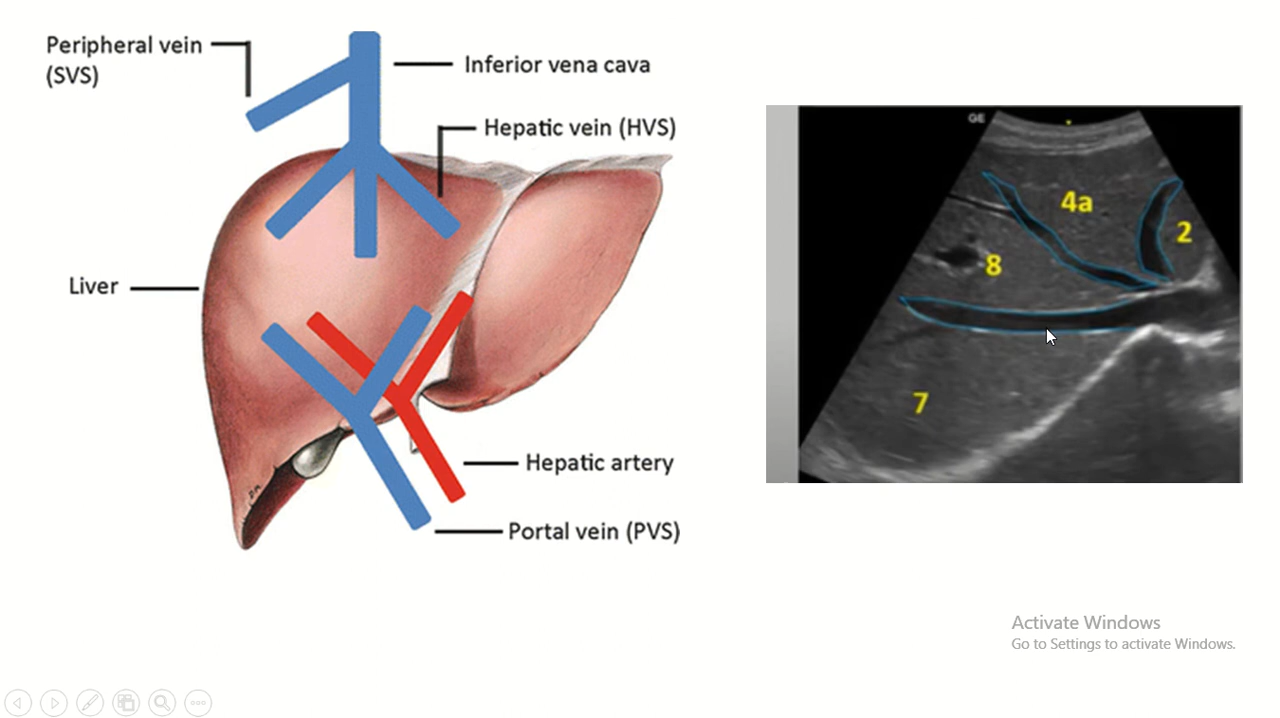 Peripheral vein
(SVS)
Inferior vena cava
Hepatic vein (HVS)
Liver
Hepatic artery
Portal vein (PVS)
GE
4a
2
8
7
Activate Windows
Go to Settings to activate Windows.